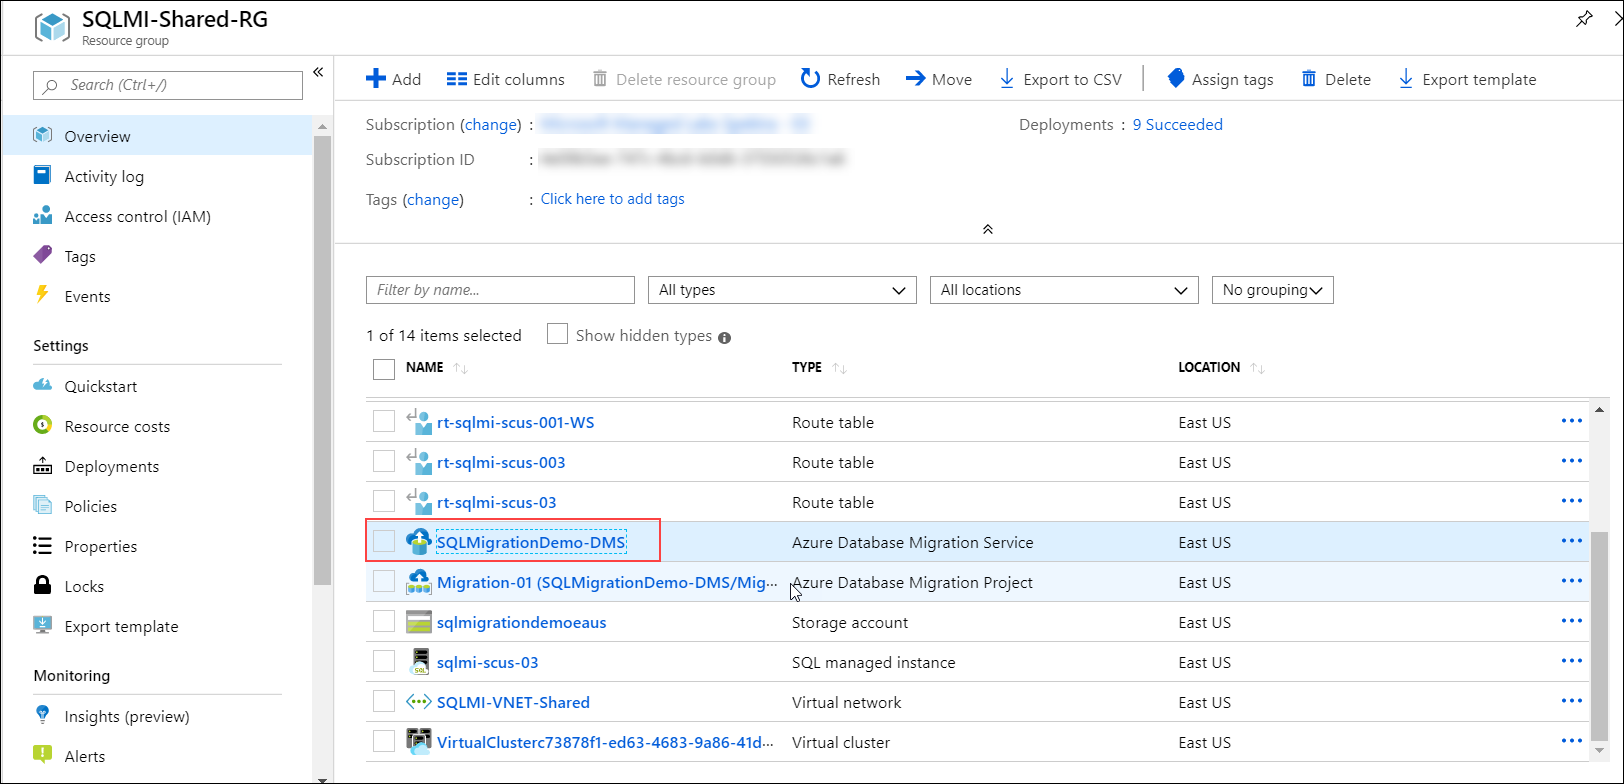 SQLMI-Shared-RG
Resource group
Search (Ctrl+/)
Overview
Activity log
Access control (IAM)
Tags
Events
Settings
Quickstart
Resource costs
Deployments
Policies
Properties
Locks
Export template
Monitoring
Insights (preview)
Alerts
Add Edit columns Delete resource group Refresh Move Export to CSV Assign tags Delete Export template
Subscription (change) : Deployments : 9 Succeeded
Subscription ID :
Tags (change) : Click here to add tags
Filter by name... All types All locations No grouping
1 of 14 items selected Show hidden types
NAME TYPE LOCATION
rt-sqlmi-scus-001-WS Route table East US
rt-sqlmi-scus-003 Route table East US
rt-sqlmi-scus-03 Route table East US
SQLMigrationDemo-DMS Azure Database Migration Service East US
Migration-01 (SQLMigrationDemo-DMS/Mig... Azure Database Migration Project East US
sqlmigrationdemoeaus Storage account East US
SQL
sqlmi-scus-03 SQL managed instance East US
SQLMI-VNET-Shared Virtual network East US
VirtualClusterc73878f1-ed63-4683-9a86-41d... Virtual cluster East US